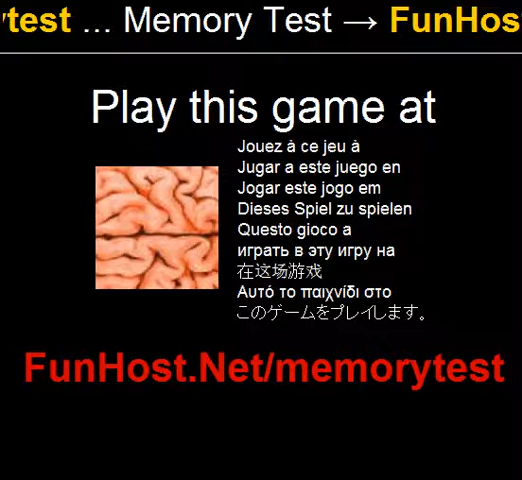 test ... Memory Test → FunHos
Play this game at
Jouez à ce jeu à
Jugar a este juego en
Jogar este jogo em
Dieses Spiel zu spielen
Questo gioco a
играть в эту игру на
在这场游戏
Αυτό το παιχνίδι στο
このゲームをプレイします。
FunHost.Net/memorytest